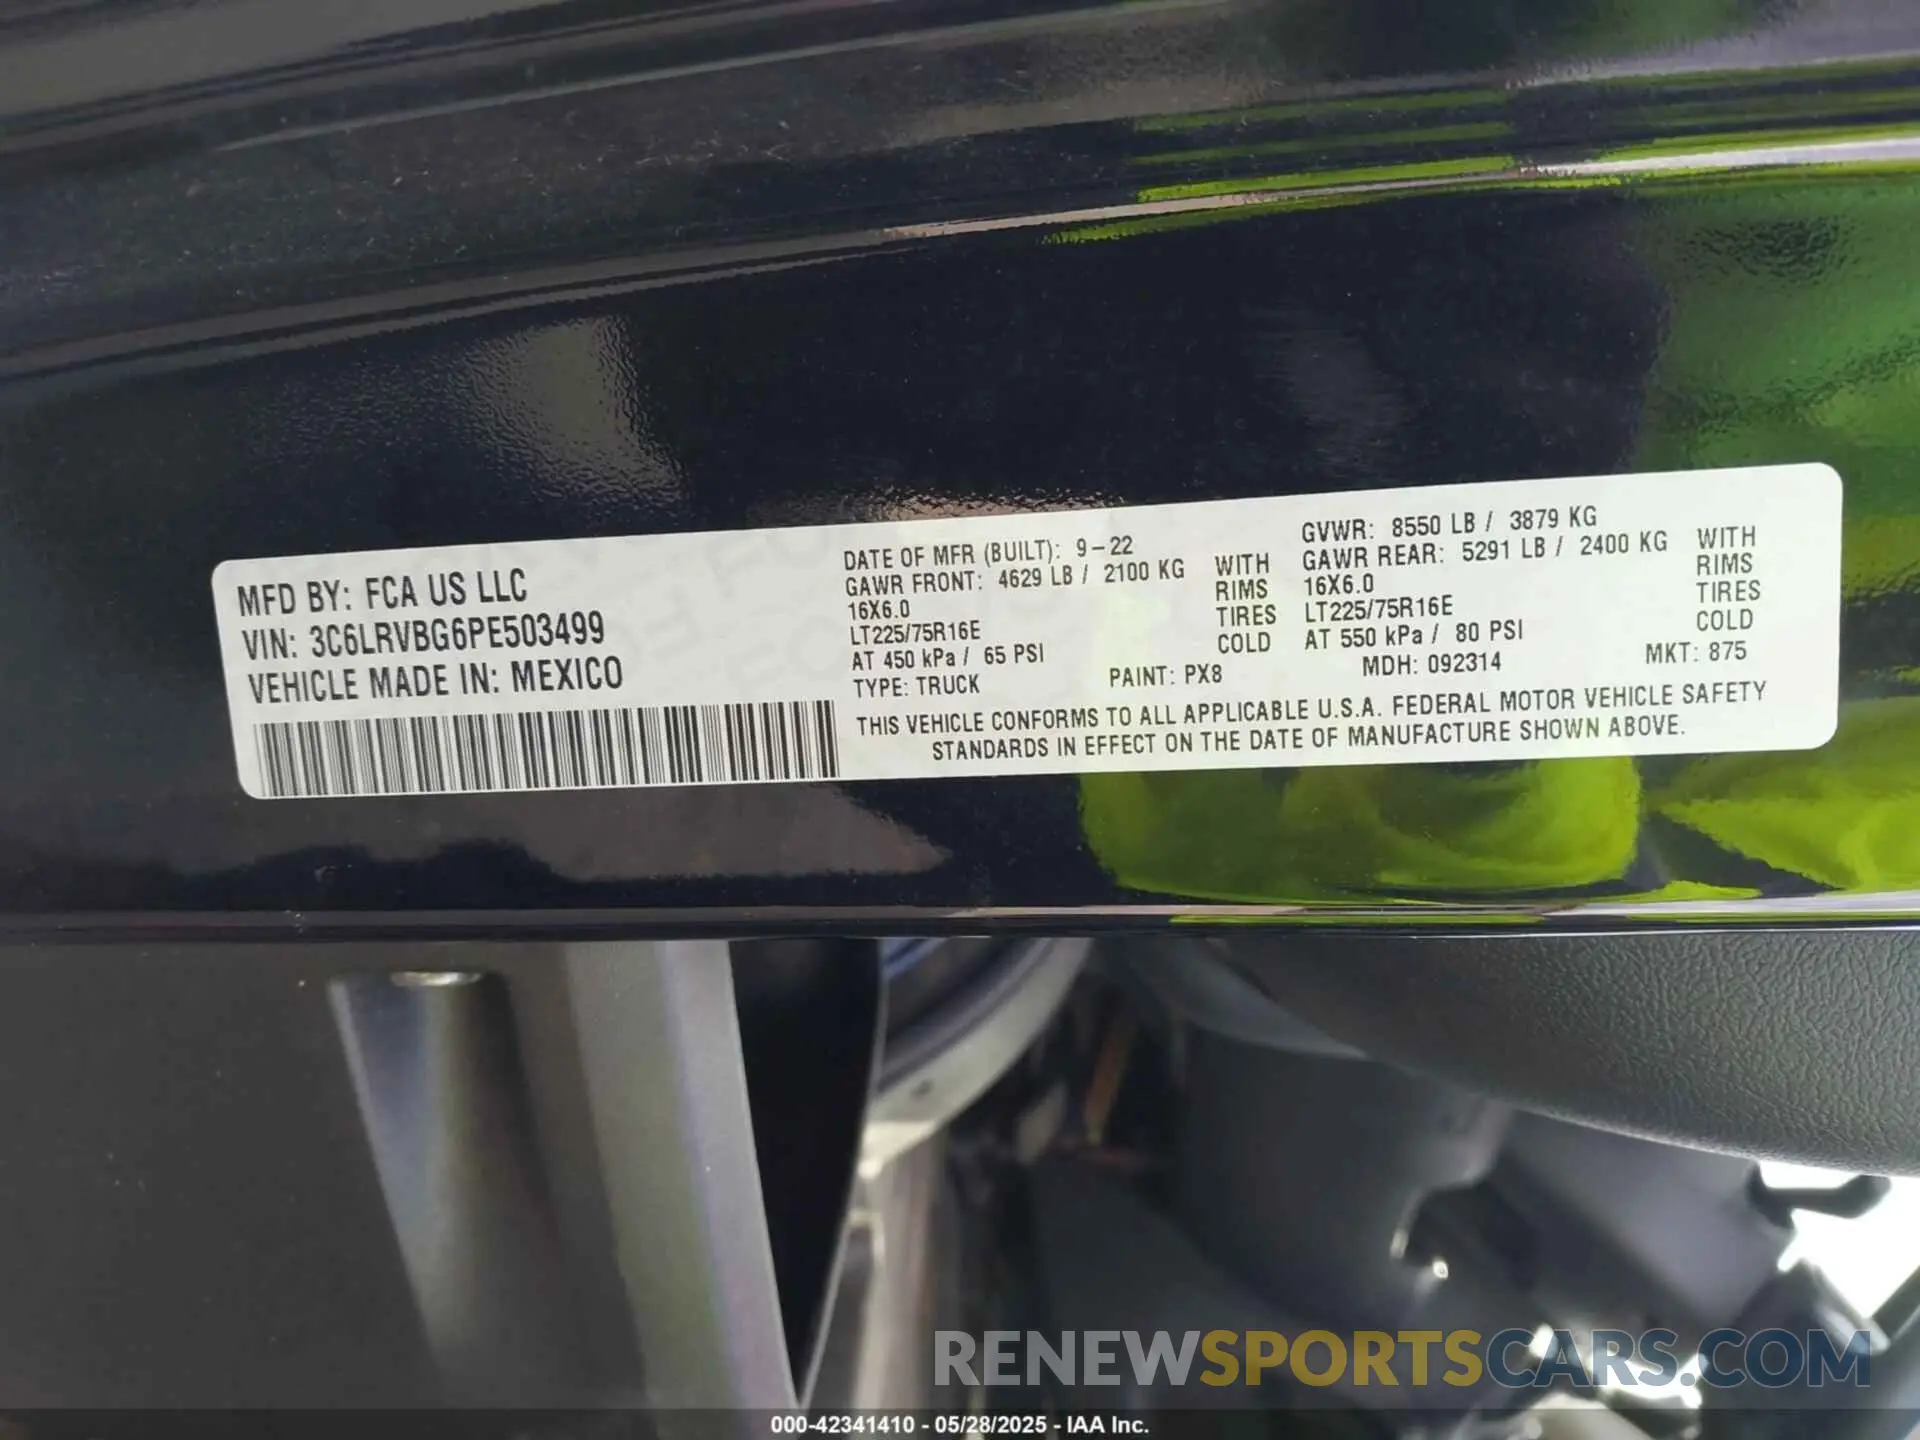 MFD BY: FCA US LLC
VIN: 3C6LRVBG6PE503499
VEHICLE MADE IN: MEXICO
DATE OF MFR (BUILT): 9-22
GAWR FRONT: 4629 LB / 2100 KG WITH
16X6.0 RIMS
LT225/75R16E TIRES
AT 450 kPa / 65 PSI COLD
GVWR: 8550 LB / 3879 KG
GAWR REAR: 5291 LB / 2400 KG WITH
16X6.0 RIMS
LT225/75R16E TIRES
AT 550 kPa / 80 PSI COLD
TYPE: TRUCK PAINT: PX8 MDH: 092314 MKT: 875
THIS VEHICLE CONFORMS TO ALL APPLICABLE U.S.A. FEDERAL MOTOR VEHICLE SAFETY
STANDARDS IN EFFECT ON THE DATE OF MANUFACTURE SHOWN ABOVE.
RENEWSPORTSCARS.COM
000-42341410 - 05/28/2025 - IAA Inc.